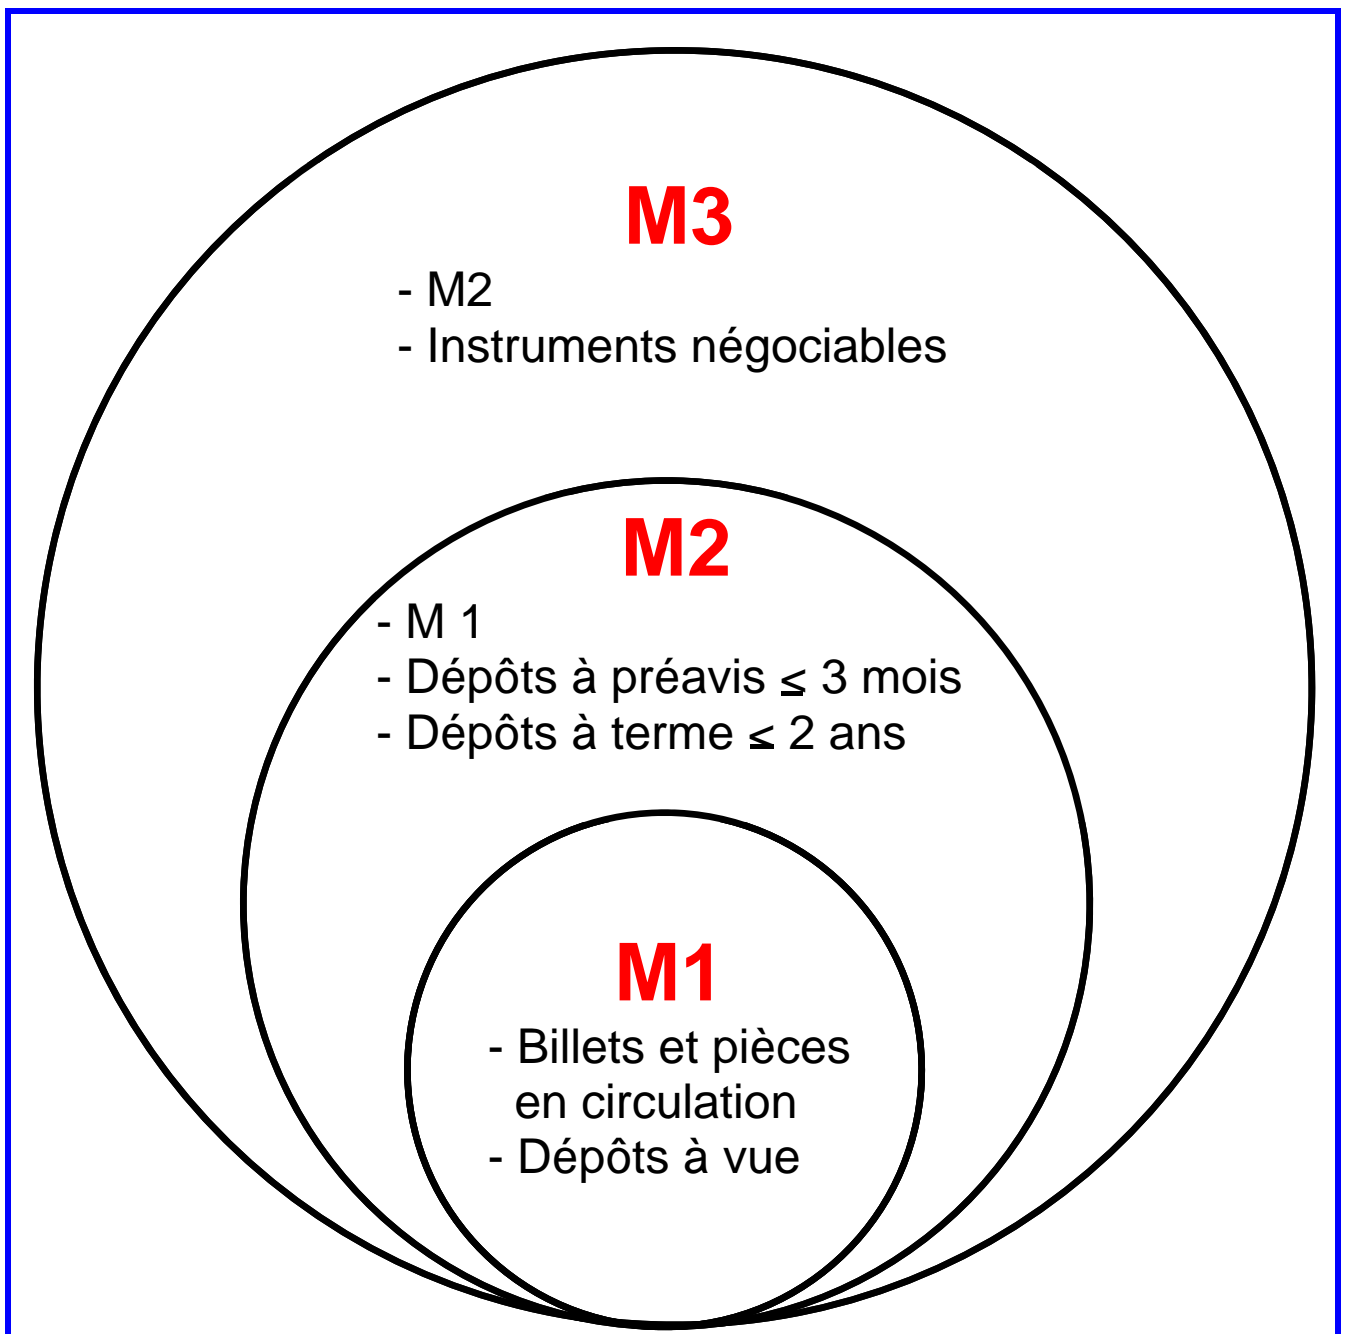 M3
- M2
- Instruments négociables
M2
- M 1
- Dépôts à préavis ≤ 3 mois
- Dépôts à terme ≤ 2 ans
M1
- Billets et pièces
en circulation
- Dépôts à vue